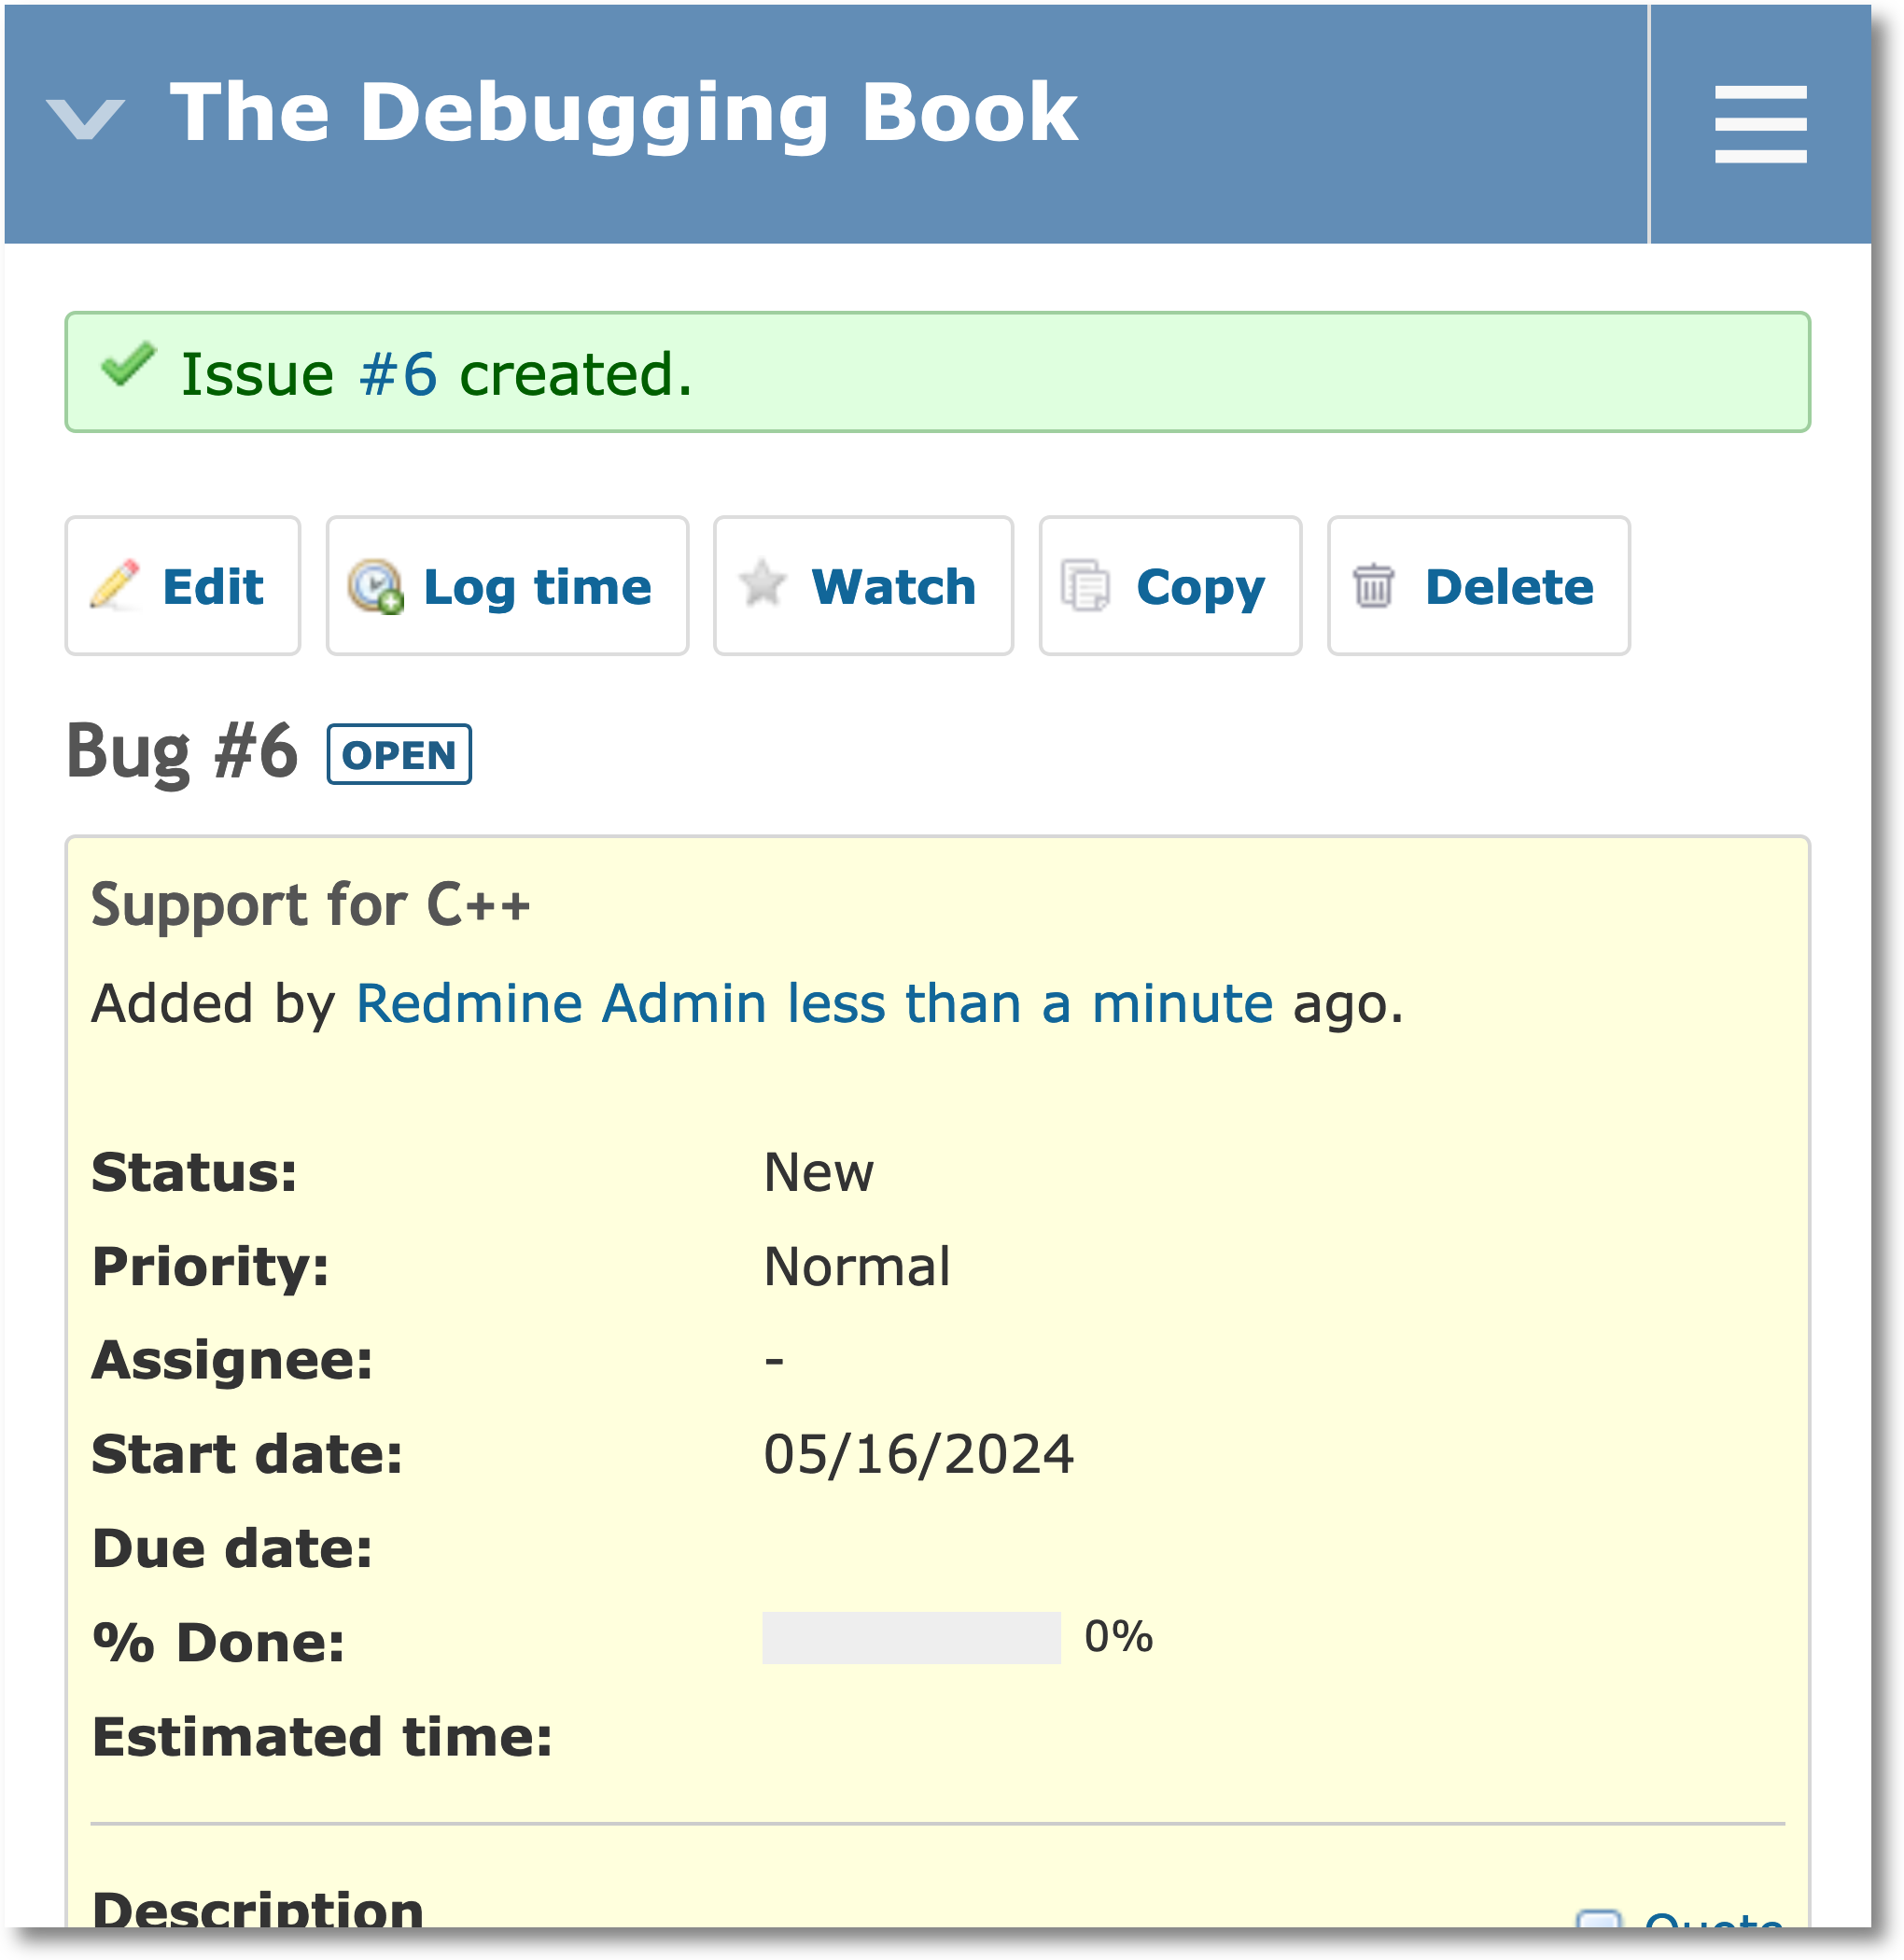 The Debugging Book
Issue #6 created.
Edit Log time Watch Copy Delete
Bug #6 OPEN
Support for C++
Added by Redmine Admin less than a minute ago.
Status: New
Priority: Normal
Assignee: -
Start date: 05/16/2024
Due date:
% Done: 0%
Estimated time:
Description Quote